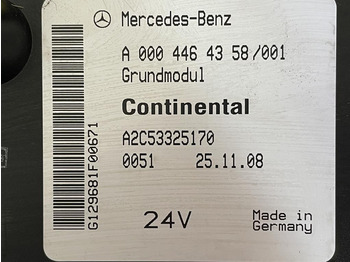 Mercedes-Benz
A 000 446 43 58/001
Grundmodul
Continental
A2C53325170
0051 25.11.08
G129681F00671
24V
Made in
Germany